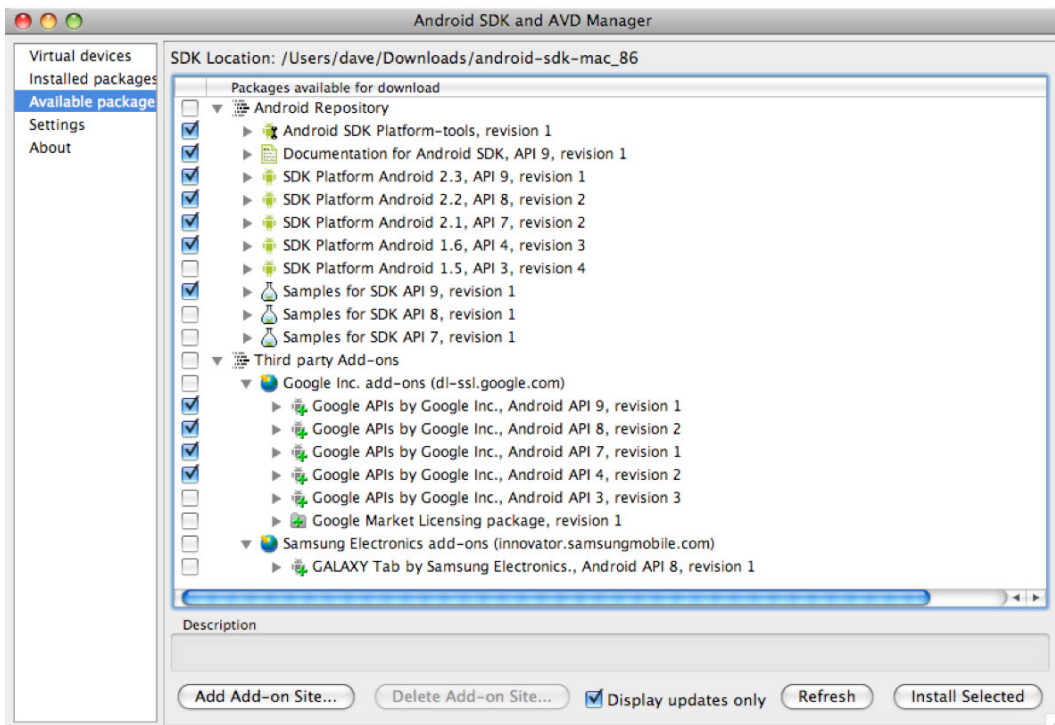 Android SDK and AVD Manager
Virtual devices
Installed packages
Available package
Settings
About
SDK Location: /Users/dave/Downloads/android-sdk-mac_86
Packages available for download
Android Repository
Android SDK Platform-tools, revision 1
Documentation for Android SDK, API 9, revision 1
SDK Platform Android 2.3, API 9, revision 1
SDK Platform Android 2.2, API 8, revision 2
SDK Platform Android 2.1, API 7, revision 2
SDK Platform Android 1.6, API 4, revision 3
SDK Platform Android 1.5, API 3, revision 4
Samples for SDK API 9, revision 1
Samples for SDK API 8, revision 1
Samples for SDK API 7, revision 1
Third party Add-ons
Google Inc. add-ons (dl-ssl.google.com)
Google APIs by Google Inc., Android API 9, revision 1
Google APIs by Google Inc., Android API 8, revision 2
Google APIs by Google Inc., Android API 7, revision 1
Google APIs by Google Inc., Android API 4, revision 2
Google APIs by Google Inc., Android API 3, revision 3
Google Market Licensing package, revision 1
Samsung Electronics add-ons (innovator.samsungmobile.com)
GALAXY Tab by Samsung Electronics., Android API 8, revision 1
Description
Add Add-on Site... Delete Add-on Site... Display updates only Refresh Install Selected